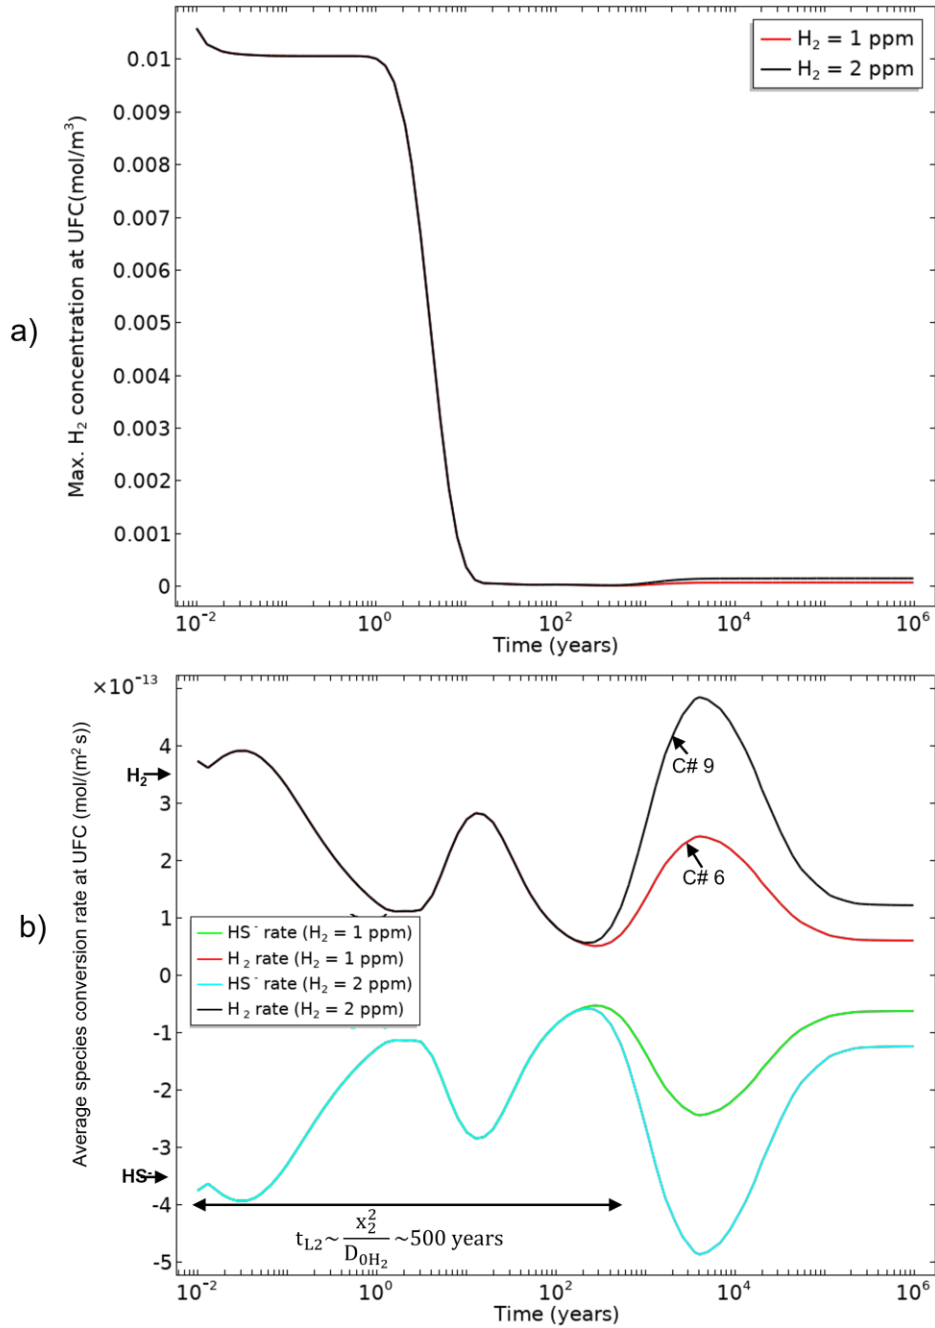 H₂ = 1 ppm
H₂ = 2 ppm
a)
Max. H₂ concentration at UFC(mol/m³)
0.01
0.009
0.008
0.007
0.006
0.005
0.004
0.003
0.002
0.001
0
10⁻² 10⁰ 10² 10⁴ 10⁶
Time (years)
b)
Average species conversion rate at UFC (mol/(m² s))
×10⁻¹³
4
3
2
1
0
-1
-2
-3
-4
-5
H₂
HS⁻
C# 9
C# 6
HS⁻ rate (H₂ = 1 ppm)
H₂ rate (H₂ = 1 ppm)
HS⁻ rate (H₂ = 2 ppm)
H₂ rate (H₂ = 2 ppm)
t_L2~ x₂²/D_0H₂ ~500 years
10⁻² 10⁰ 10² 10⁴ 10⁶
Time (years)